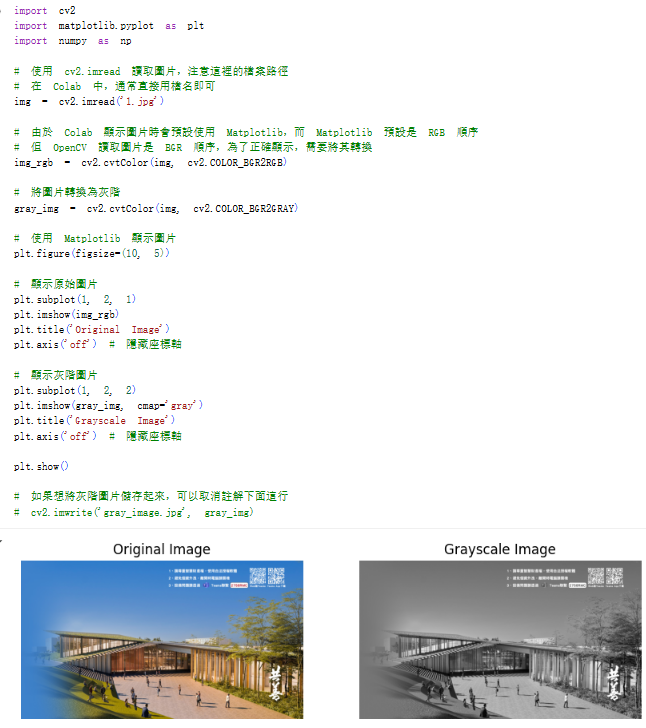 import cv2
import matplotlib.pyplot as plt
import numpy as np
# 使用 cv2.imread 讀取圖片，注意這裡的檔案路徑
# 在 Colab 中，通常直接用檔名即可
img = cv2.imread('1.jpg')
# 由於 Colab 顯示圖片時會預設使用 Matplotlib，而 Matplotlib 預設是 RGB 順序
# 但 OpenCV 讀取圖片是 BGR 順序，為了正確顯示，需要將其轉換
img_rgb = cv2.cvtColor(img, cv2.COLOR_BGR2RGB)
# 將圖片轉換為灰階
gray_img = cv2.cvtColor(img, cv2.COLOR_BGR2GRAY)
# 使用 Matplotlib 顯示圖片
plt.figure(figsize=(10, 5))
# 顯示原始圖片
plt.subplot(1, 2, 1)
plt.imshow(img_rgb)
plt.title('Original Image')
plt.axis('off') # 隱藏座標軸
# 顯示灰階圖片
plt.subplot(1, 2, 2)
plt.imshow(gray_img, cmap='gray')
plt.title('Grayscale Image')
plt.axis('off') # 隱藏座標軸
plt.show()
# 如果想將灰階圖片儲存起來，可以取消註解下面這行
# cv2.imwrite('gray_image.jpg', gray_img)
Original Image
Grayscale Image